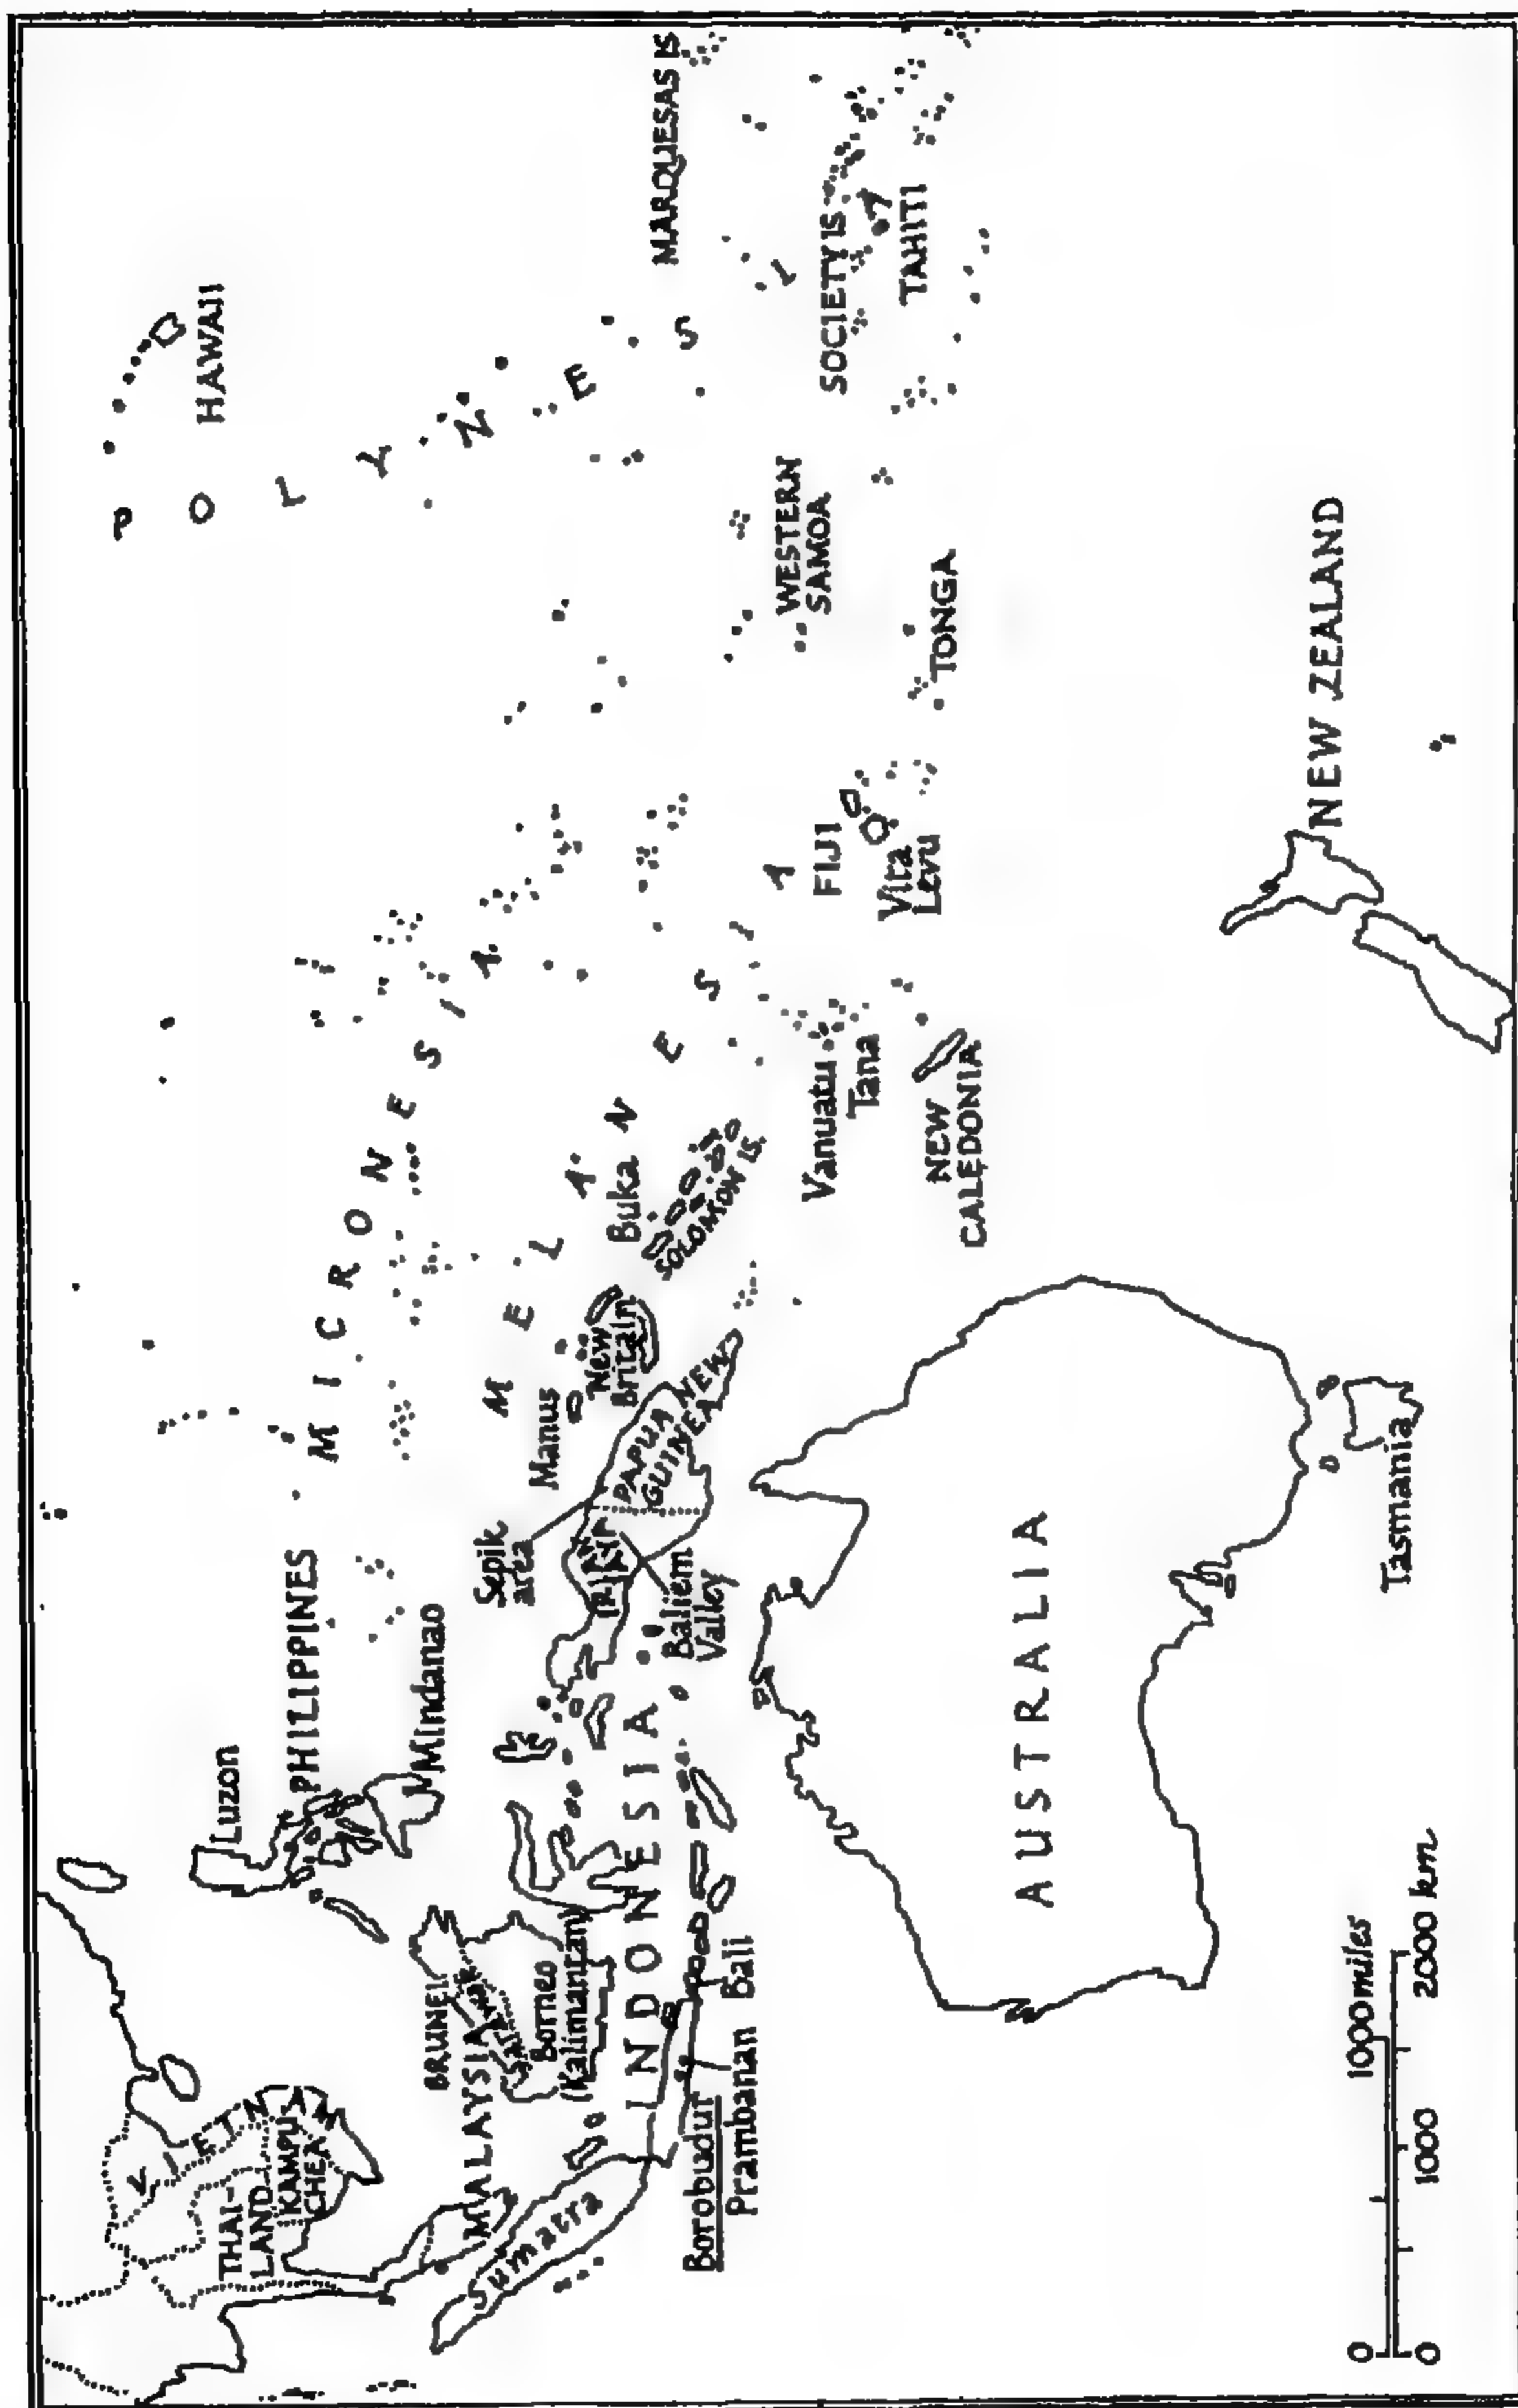 HAWAII
POLYNESI
MARQUESAS IS
MICRONESIA
PHILIPPINES
Luzon
Mindanao
VIETNAM
THAI-
LAND
KAMPU
CHEA
BRUNEI
MALAYSIA
Borneo
(Kalimantan)
Sumatra
INDONESIA
Borobudur
Prambanan
Bali
Sepik
area
Baliem
Valley
Manus
PAPUA NEW
GUINEA
New
Britain
MELANESIA
Buka
SOLOMON IS.
Vanuatu
Tana
NEW
CALEDONIA
FIJI
Vita
Levu
WESTERN
SAMOA
TONGA
SOCIETY IS
TAHITI
AUSTRALIA
Tasmania
NEW ZEALAND
0 1000 miles
0 1000 2000 km